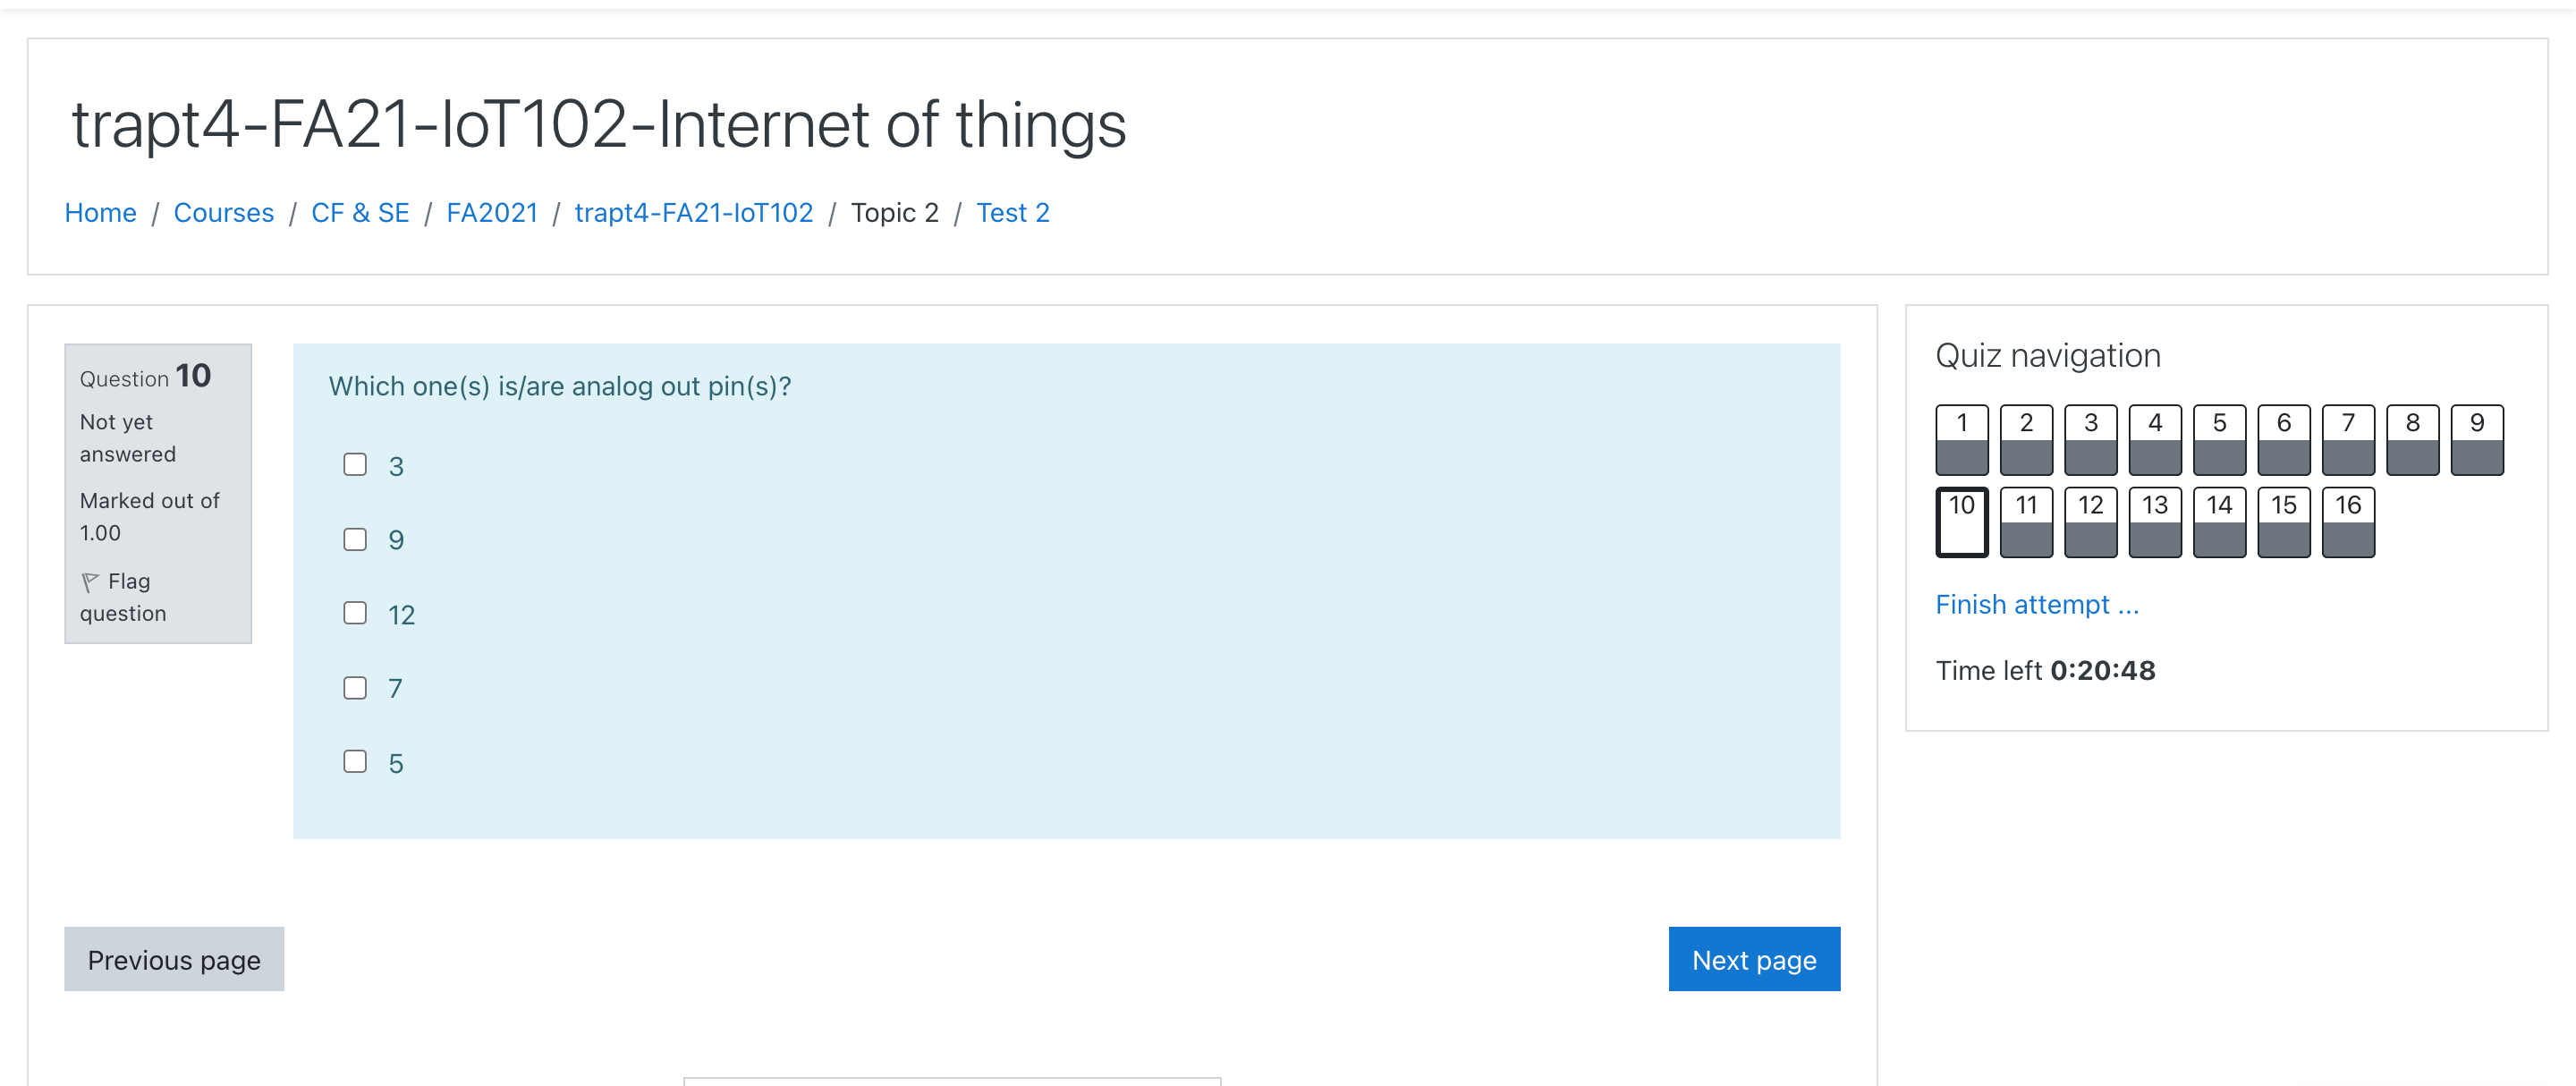 trapt4-FA21-IoT102-Internet of things
Home / Courses / CF & SE / FA2021 / trapt4-FA21-IoT102 / Topic 2 / Test 2
Question 10
Not yet
answered
Marked out of
1.00
Flag
question
Which one(s) is/are analog out pin(s)?
3
9
12
7
5
Previous page
Next page
Quiz navigation
1 2 3 4 5 6 7 8 9
10 11 12 13 14 15 16
Finish attempt ...
Time left 0:20:48